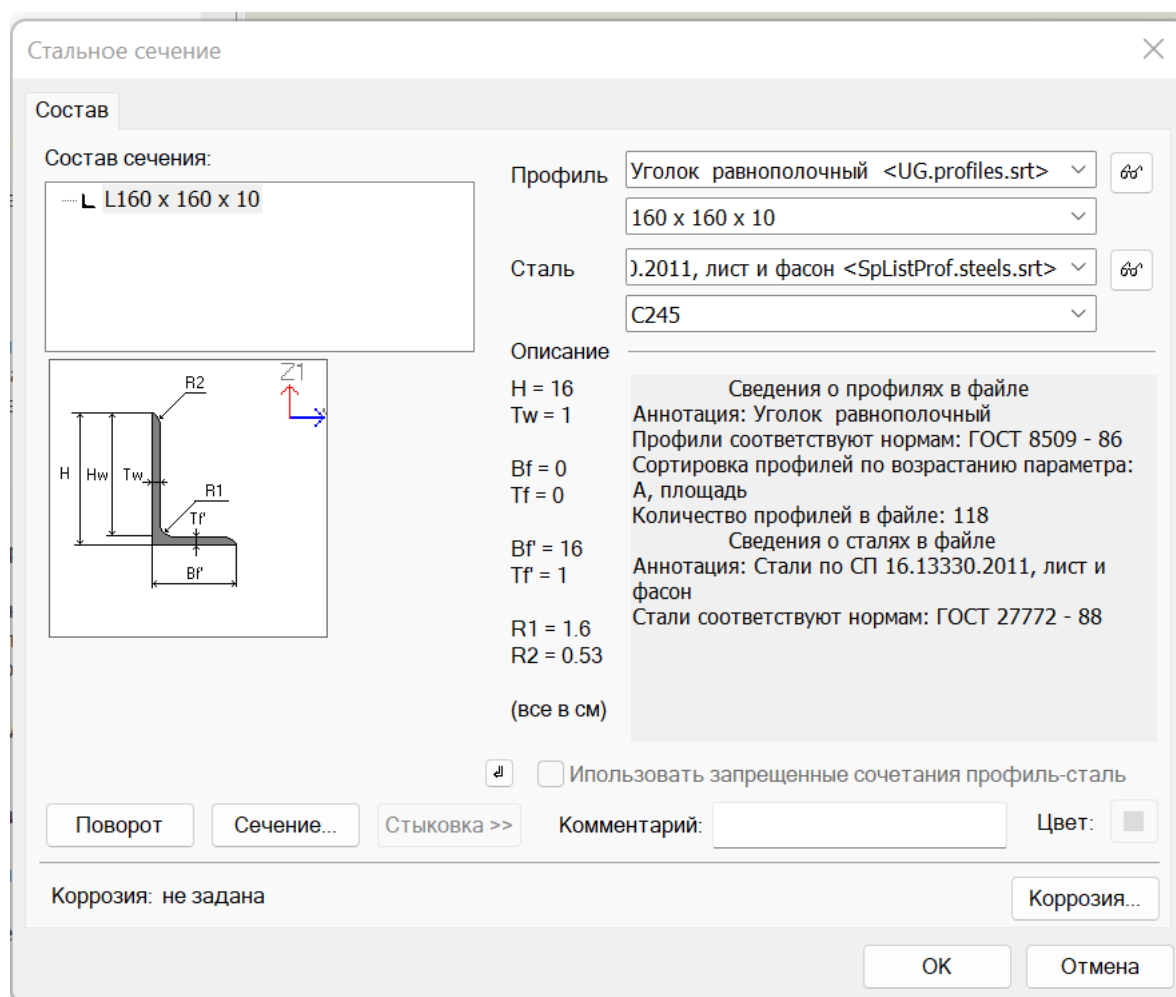 Стальное сечение
Состав
Состав сечения:
L160 x 160 x 10
Профиль
Уголок равнополочный <UG.profiles.srt>
160 x 160 x 10
Сталь
).2011, лист и фасон <SpListProf.steels.srt>
C245
Описание
H = 16
Tw = 1
Bf = 0
Tf = 0
Bf' = 16
Tf' = 1
R1 = 1.6
R2 = 0.53
(все в см)
Сведения о профилях в файле
Аннотация: Уголок равнополочный
Профили соответствуют нормам: ГОСТ 8509 - 86
Сортировка профилей по возрастанию параметра:
А, площадь
Количество профилей в файле: 118
Сведения о сталях в файле
Аннотация: Стали по СП 16.13330.2011, лист и
фасон
Стали соответствуют нормам: ГОСТ 27772 - 88
R2
Z1
H
Hw
Tw
R1
Tf'
Bf'
Ипользовать запрещенные сочетания профиль-сталь
Поворот
Сечение...
Стыковка >>
Комментарий:
Цвет:
Коррозия: не задана
Коррозия...
OK
Отмена